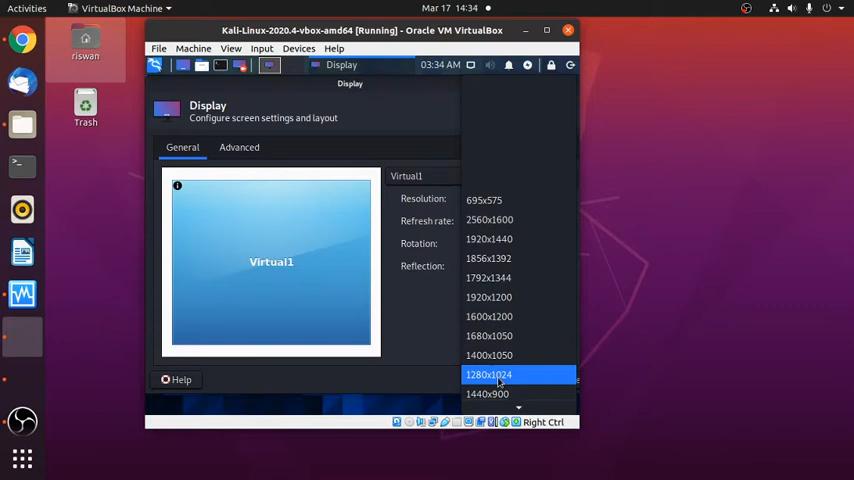 Activities
VirtualBox Machine
Mar 17 14:34
riswan
Trash
Kali-Linux-2020.4-vbox-amd64 [Running] - Oracle VM VirtualBox
File Machine View Input Devices Help
Display
03:34 AM
Display
Display
Configure screen settings and layout
General
Advanced
Virtual1
Virtual1
Resolution:
Refresh rate:
Rotation:
Reflection:
695x575
2560x1600
1920x1440
1856x1392
1792x1344
1920x1200
1600x1200
1680x1050
1400x1050
1280x1024
1440x900
Help
Right Ctrl